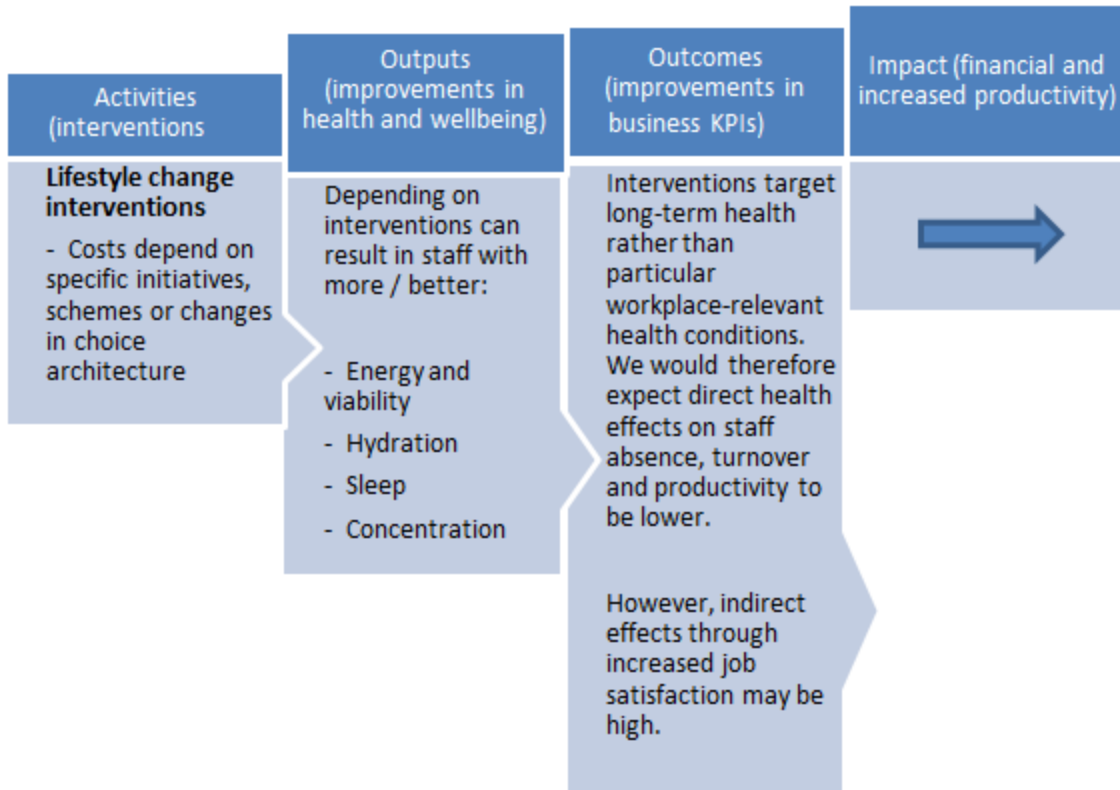 Activities
(interventions
Lifestyle change
interventions
- Costs depend on
specific initiatives,
schemes or changes
in choice
architecture
Outputs
(improvements in
health and wellbeing)
Depending on
interventions can
result in staff with
more / better:
- Energy and
viability
- Hydration
- Sleep
- Concentration
Outcomes
(improvements in
business KPIs)
Interventions target
long-term health
rather than
particular
workplace-relevant
health conditions.
We would therefore
expect direct health
effects on staff
absence, turnover
and productivity to
be lower.
However, indirect
effects through
increased job
satisfaction may be
high.
Impact (financial and
increased productivity)